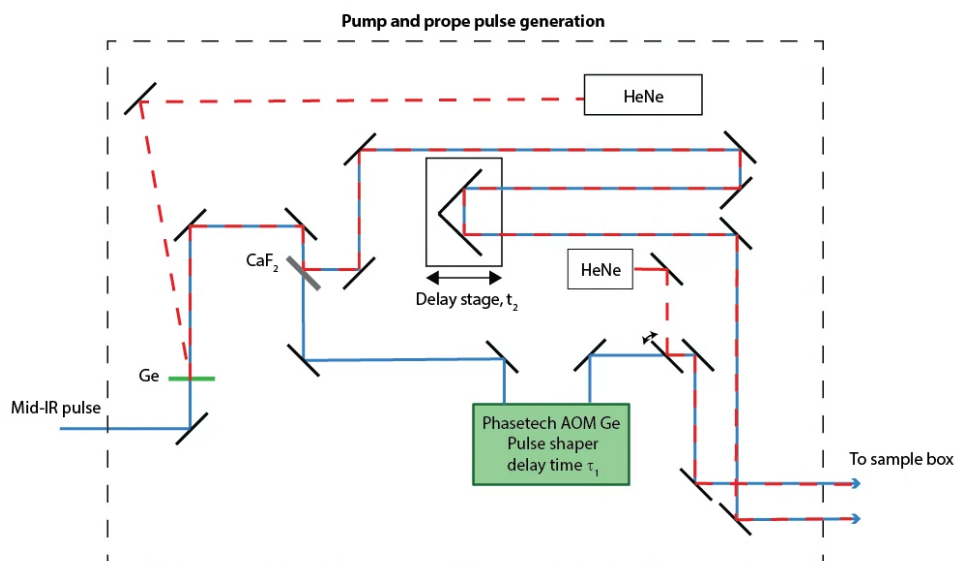 Pump and prope pulse generation
HeNe
CaF₂
HeNe
Delay stage, t₂
Ge
Mid-IR pulse
Phasetech AOM Ge
Pulse shaper
delay time τ₁
To sample box